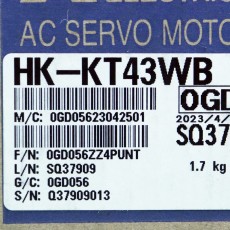 AC SERVO MOTO
HK-KT43WB
0GD
M/C: 0GD05623042501
2023/4/
SQ37
F/N: 0GD056ZZ4PUNT
L/N: SQ37909
1.7 kg
G/C: 0GD056
S/N: Q37909013